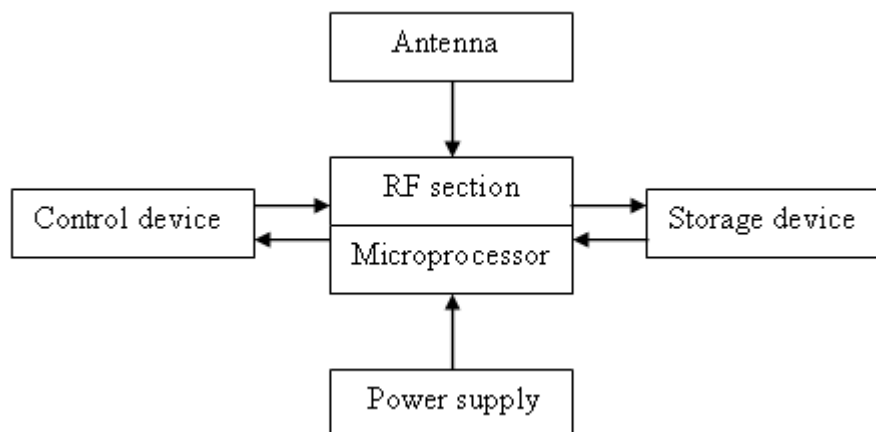 Antenna
RF section
Control device
Storage device
Microprocessor
Power supply